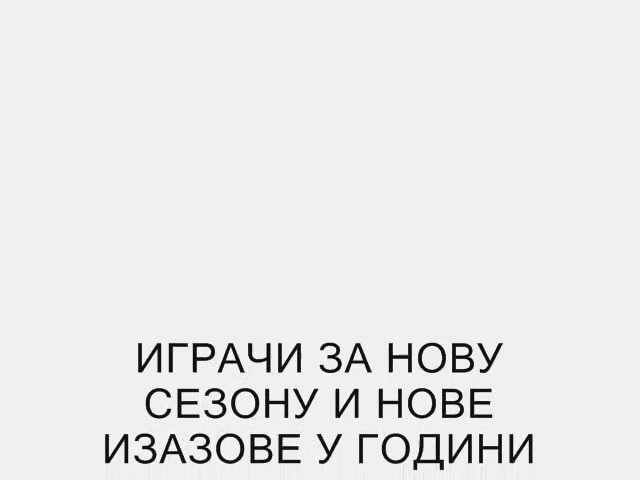 ИГРАЧИ ЗА НОВУ
СЕЗОНУ И НОВЕ
ИЗАЗОВЕ У ГОДИНИ